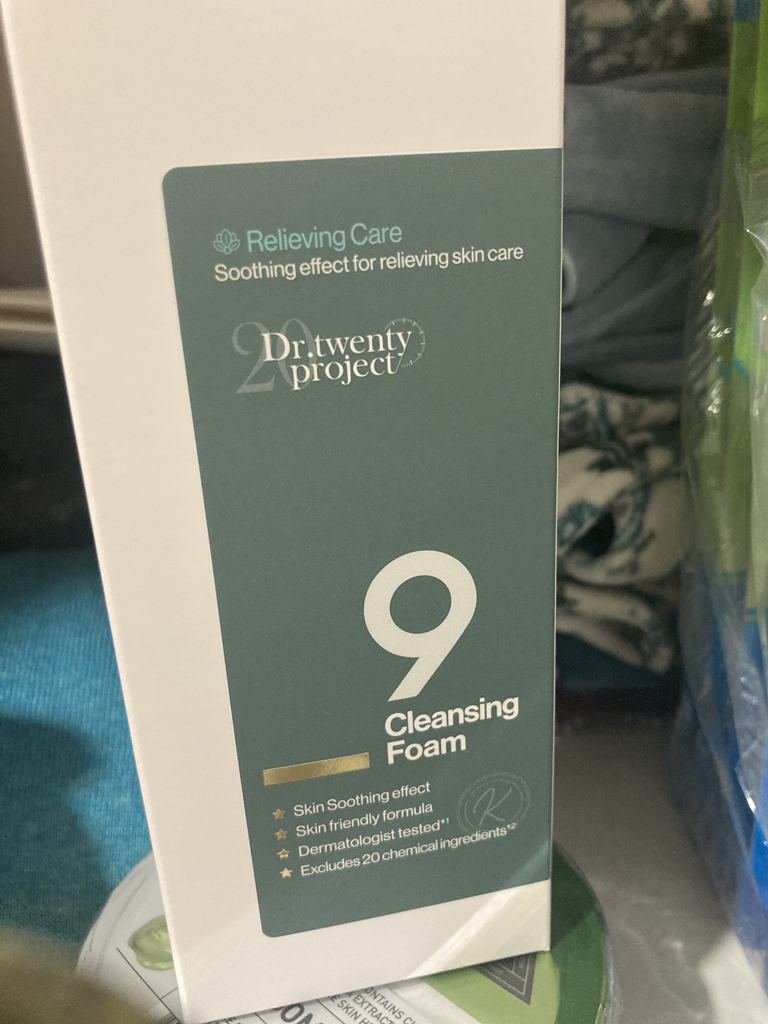 Relieving Care
Soothing effect for relieving skin care
20
Dr.twenty
project
9
Cleansing
Foam
Skin Soothing effect
Skin friendly formula
Dermatologist tested*1
Excludes 20 chemical ingredients*2
K